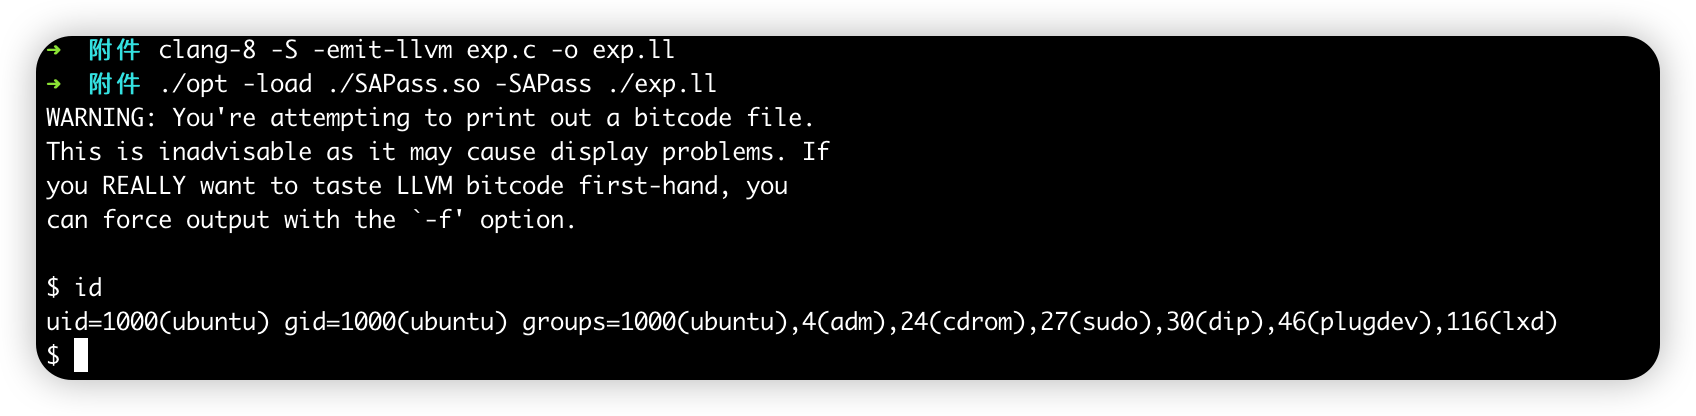 ➜ 附件 clang-8 -S -emit-llvm exp.c -o exp.ll
➜ 附件 ./opt -load ./SAPass.so -SAPass ./exp.ll
WARNING: You're attempting to print out a bitcode file.
This is inadvisable as it may cause display problems. If
you REALLY want to taste LLVM bitcode first-hand, you
can force output with the `-f' option.
$ id
uid=1000(ubuntu) gid=1000(ubuntu) groups=1000(ubuntu),4(adm),24(cdrom),27(sudo),30(dip),46(plugdev),116(lxd)
$